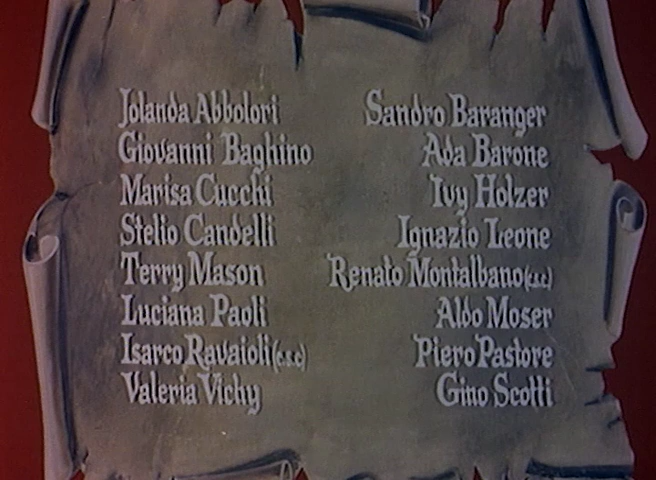 Jolanda Abbolori Sandro Baranger
Giovanni Baghino Ada Barone
Marisa Cucchi Ivy Holzer
Stelio Candelli Ignazio Leone
Terry Mason Renato Montalbano (c.s.c)
Luciana Paoli Aldo Moser
Isarco Ravaioli (c.s.c) Piero Pastore
Valeria Vichy Gino Scotti